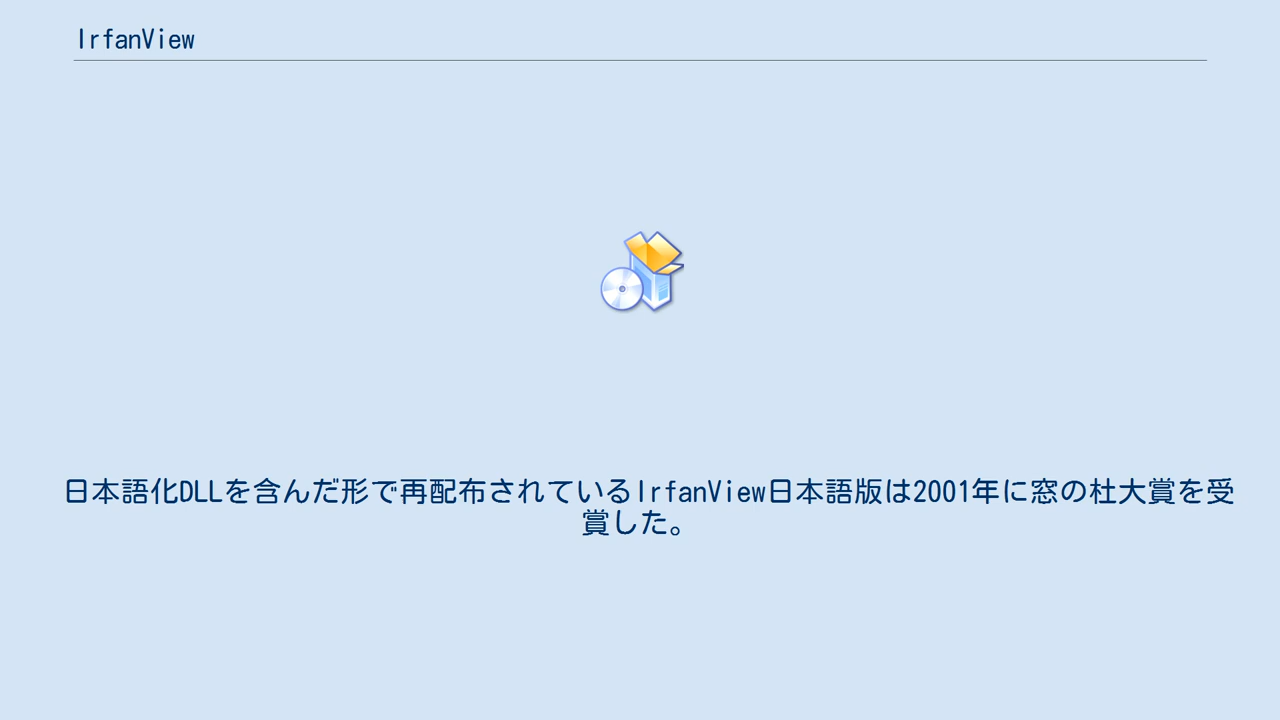 IrfanView
日本語化DLLを含んだ形で再配布されているIrfanView日本語版は2001年に窓の杜大賞を受
賞した。